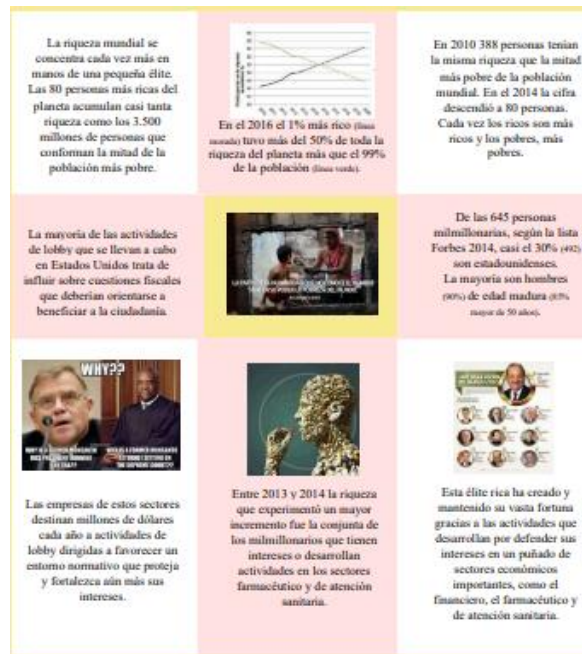 La riqueza mundial se
concentra cada vez más en
manos de una pequeña élite.
Las 80 personas más ricas del
planeta acumulan casi tanta
riqueza como los 3.500
millones de personas que
conforman la mitad de la
población más pobre.
En el 2016 el 1% más rico (línea
morada) tuvo más del 50% de toda la
riqueza del planeta más que el 99%
de la población (línea verde).
En 2010 388 personas tenían
la misma riqueza que la mitad
más pobre de la población
mundial. En el 2014 la cifra
descendió a 80 personas.
Cada vez los ricos son más
ricos y los pobres, más
pobres.
La mayoría de las actividades
de lobby que se llevan a cabo
en Estados Unidos trata de
influir sobre cuestiones fiscales
que deberían orientarse a
beneficiar a la ciudadanía.
De las 645 personas
milmillonarias, según la lista
Forbes 2014, casi el 30% (492)
son estadounidenses.
La mayoría son hombres
(90%) de edad madura (85%
mayor de 50 años).
WHY??
Las empresas de estos sectores
destinan millones de dólares
cada año a actividades de
lobby dirigidas a favorecer un
entorno normativo que proteja
y fortalezca aún más sus
intereses.
Entre 2013 y 2014 la riqueza
que experimentó un mayor
incremento fue la conjunta de
los milmillonarios que tienen
intereses o desarrollan
actividades en los sectores
farmacéutico y de atención
sanitaria.
Esta élite rica ha creado y
mantenido su vasta fortuna
gracias a las actividades que
desarrollan por defender sus
intereses en un puñado de
sectores económicos
importantes, como el
financiero, el farmacéutico y
de atención sanitaria.